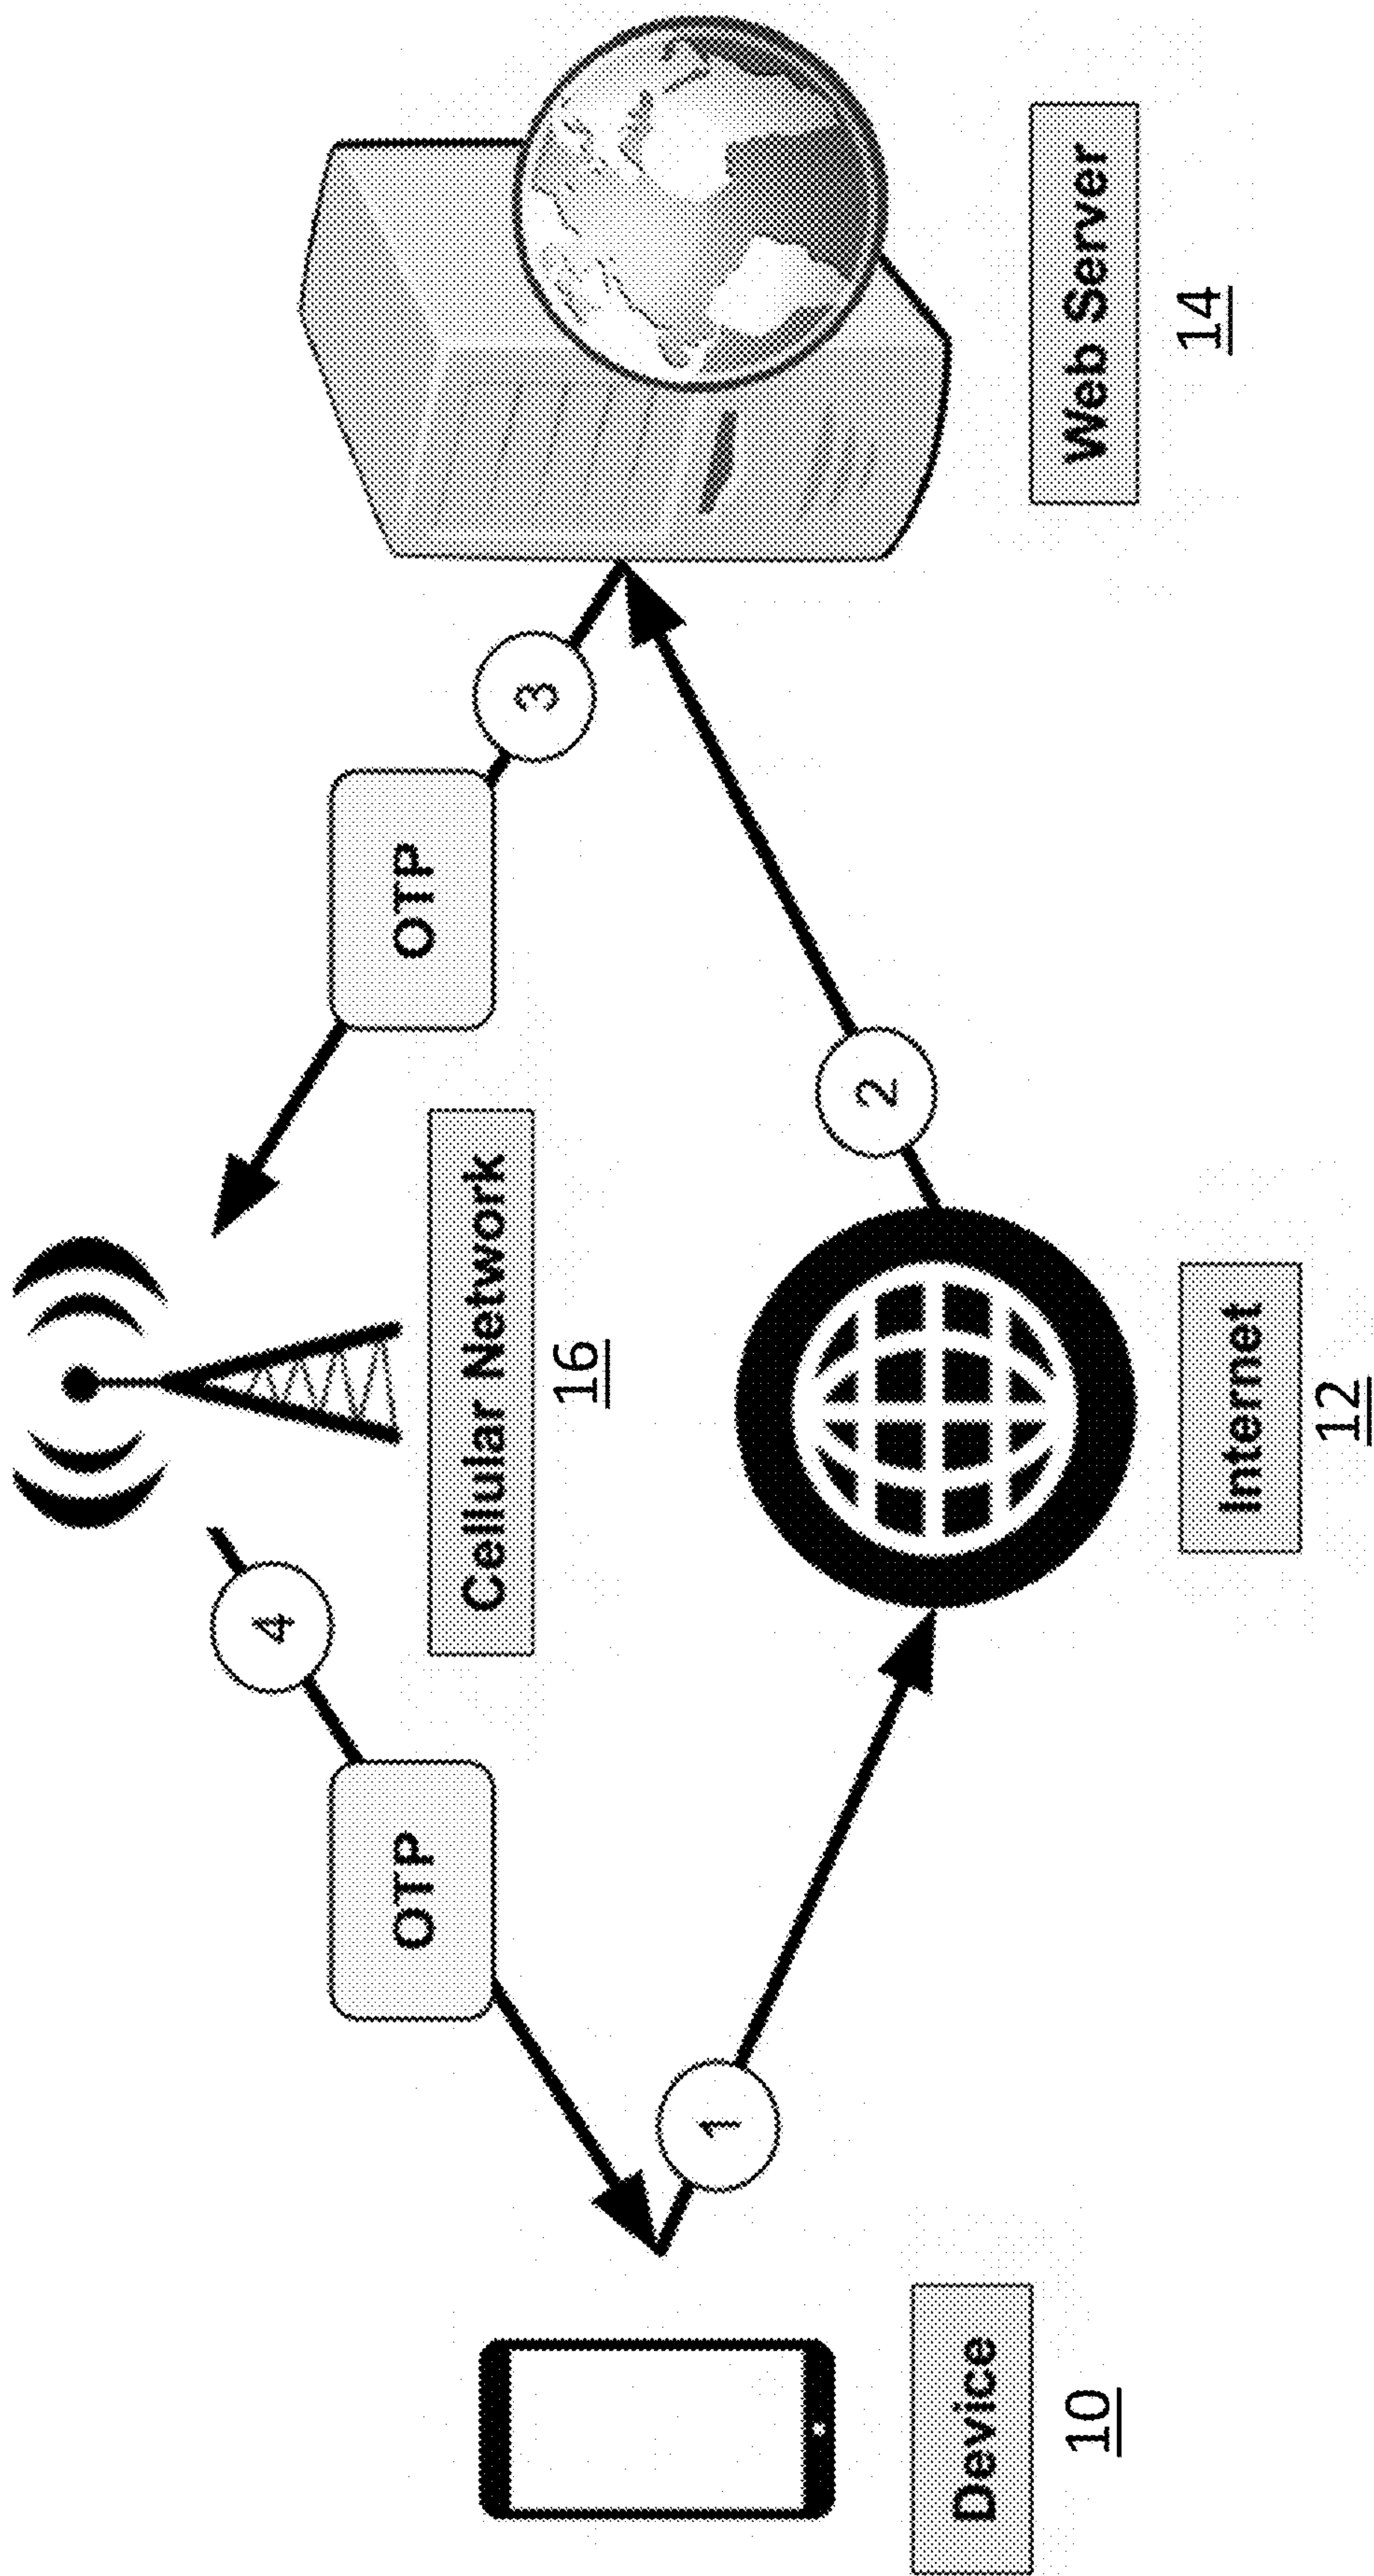 4
3
OTP
OTP
Cellular Network
16
1
2
Device
10
Internet
12
Web Server
14